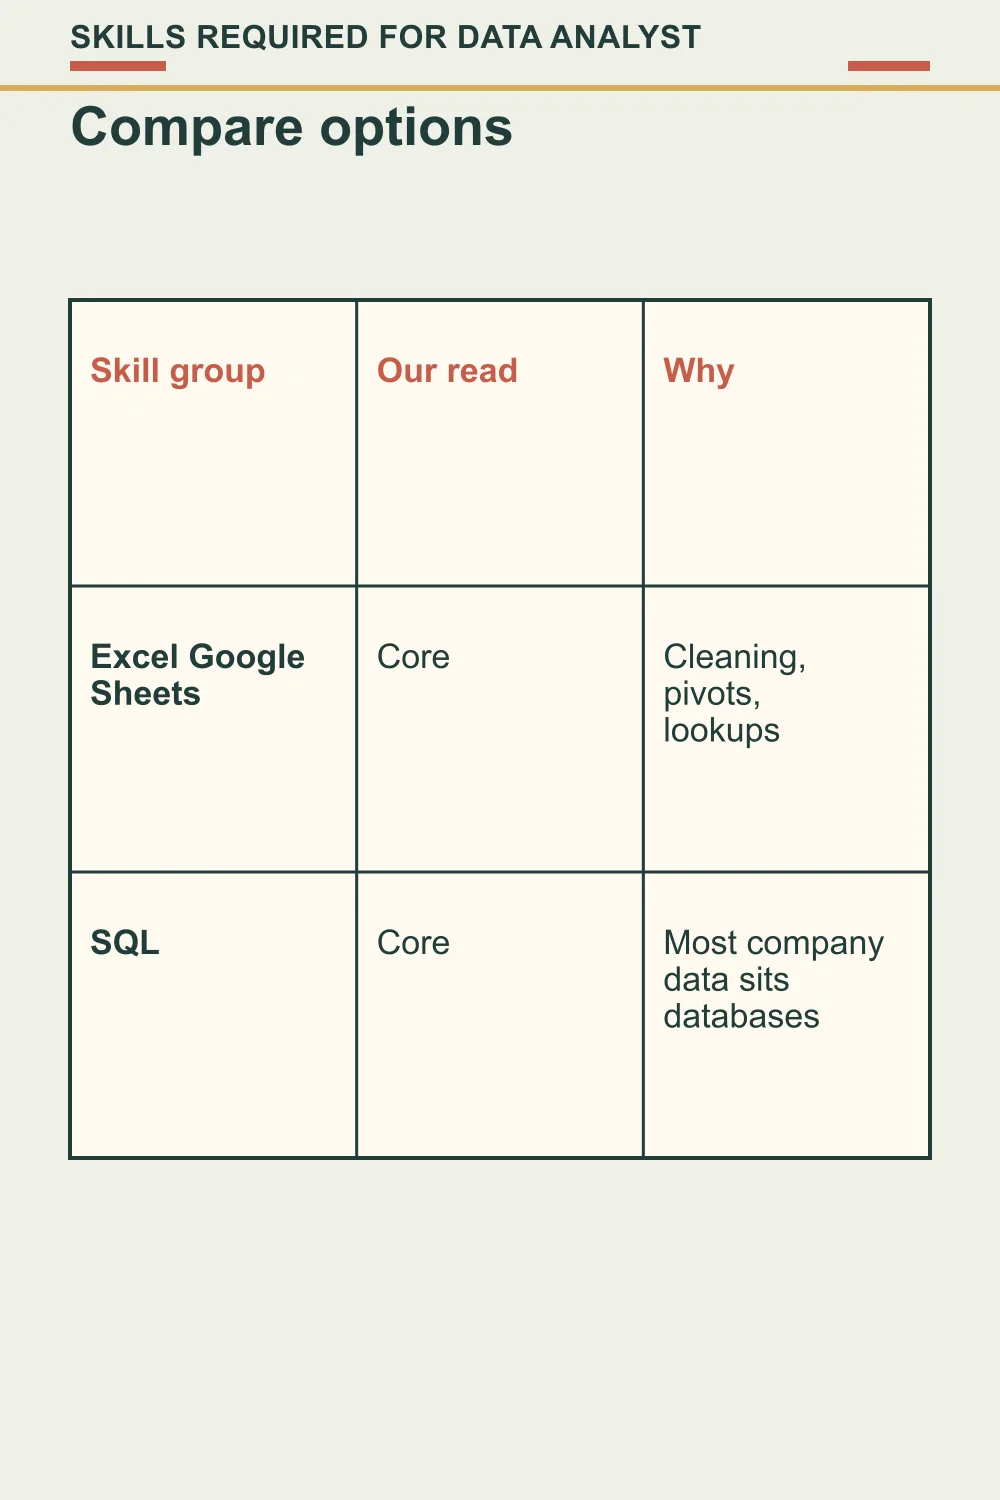 SKILLS REQUIRED FOR DATA ANALYST
Compare options
Skill group
Our read
Why
Excel Google
Sheets
Core
Cleaning,
pivots,
lookups
SQL
Core
Most company
data sits
databases